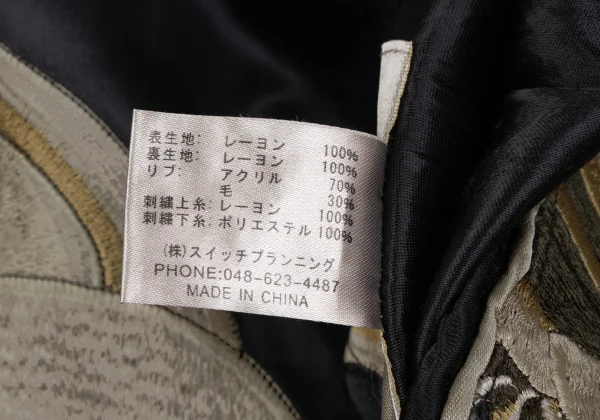 表生地: レーヨン 100%
裏生地: レーヨン 100%
リブ: アクリル 70%
毛 30%
刺繍上糸: レーヨン 100%
刺繍下糸: ポリエステル 100%
(株)スイッチプランニング
PHONE:048-623-4487
MADE IN CHINA